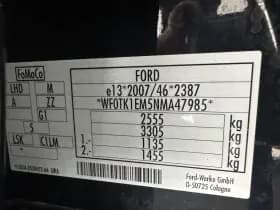 FoMoCo
FORD
LHD M
e13*2007/46*2387
A ZZ
*WF0TK1EM5NMA47985*
G1
2555 kg
5
3305 kg
LSK C1LM
1.- 1135 kg
2.- 1455 kg
Ford-Werke GmbH
D-50725 Cologne